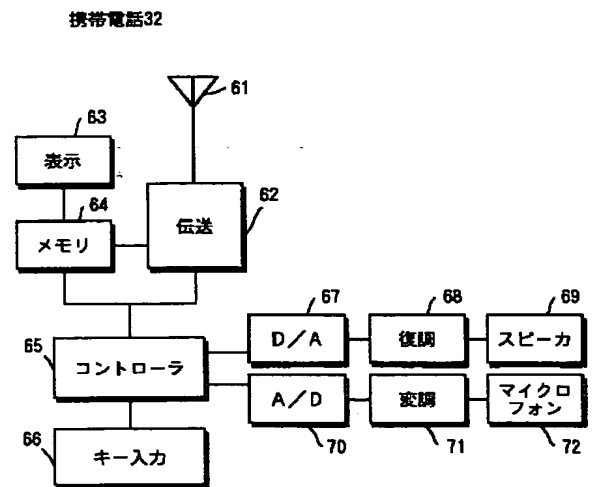 携帯電話32
61
63
表示
64
メモリ
62
伝送
65
コントローラ
66
キー入力
67
D/A
68
復調
69
スピーカ
A/D
70
変調
71
マイクロ
フォン
72